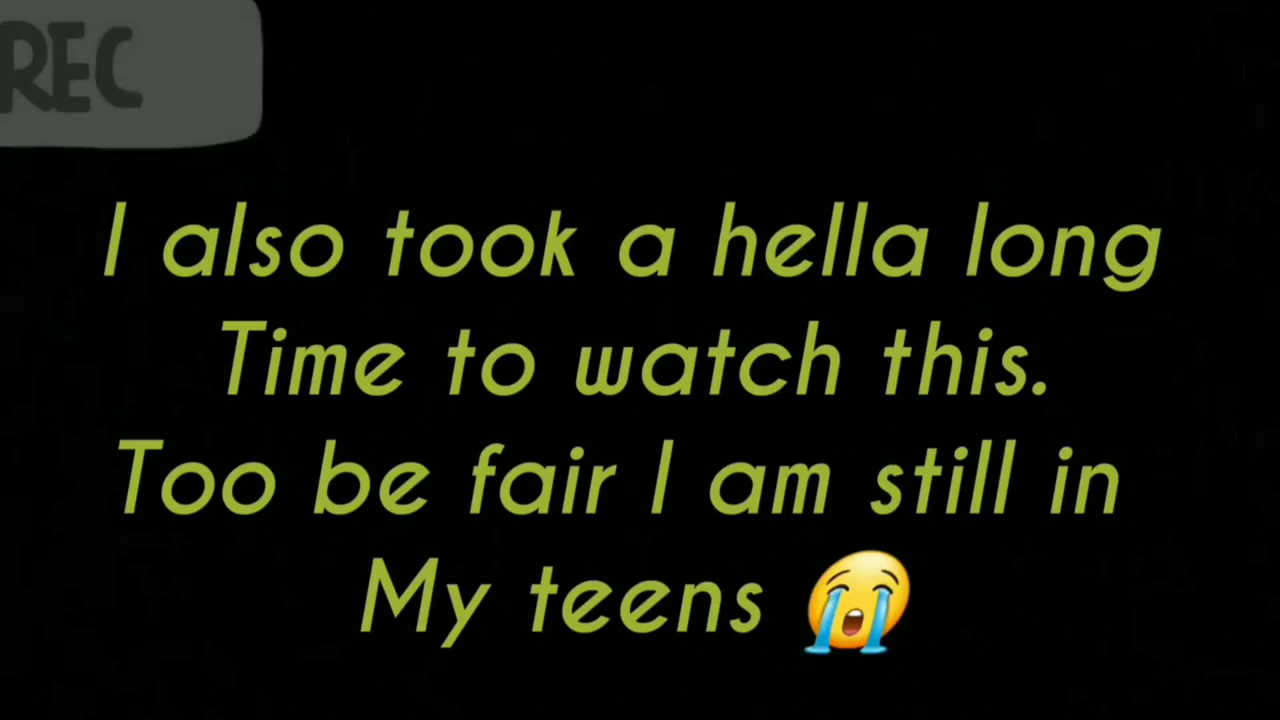 REC
I also took a hella long
Time to watch this.
Too be fair I am still in
My teens 😭